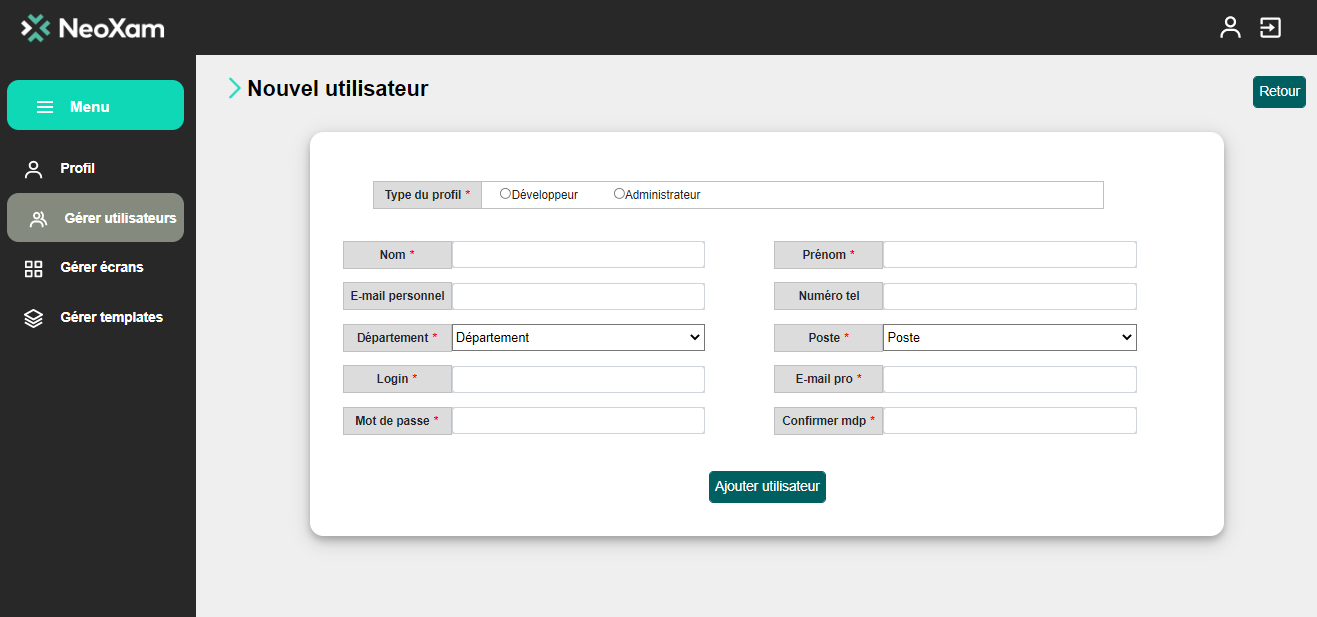 NeoXam
Menu
Profil
Gérer utilisateurs
Gérer écrans
Gérer templates
Nouvel utilisateur
Retour
Type du profil * Développeur Administrateur
Nom * Prénom *
E-mail personnel Numéro tel
Département * Département Poste * Poste
Login * E-mail pro *
Mot de passe * Confirmer mdp *
Ajouter utilisateur